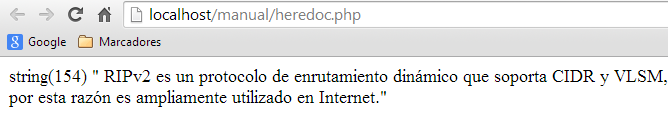 localhost/manual/heredoc.php
Google Marcadores
string(154) " RIPv2 es un protocolo de enrutamiento dinámico que soporta CIDR y VLSM,
por esta razón es ampliamente utilizado en Internet."